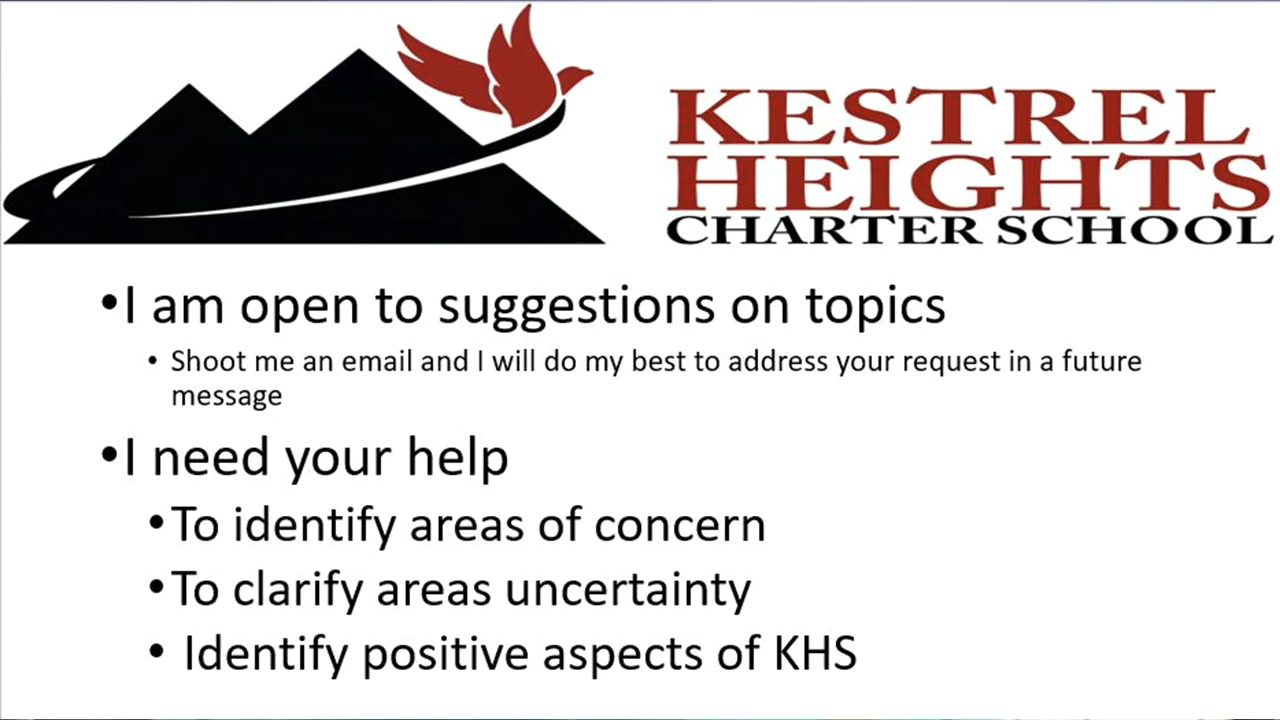 KESTREL
HEIGHTS
CHARTER SCHOOL
•I am open to suggestions on topics
• Shoot me an email and I will do my best to address your request in a future
message
•I need your help
•To identify areas of concern
•To clarify areas uncertainty
• Identify positive aspects of KHS